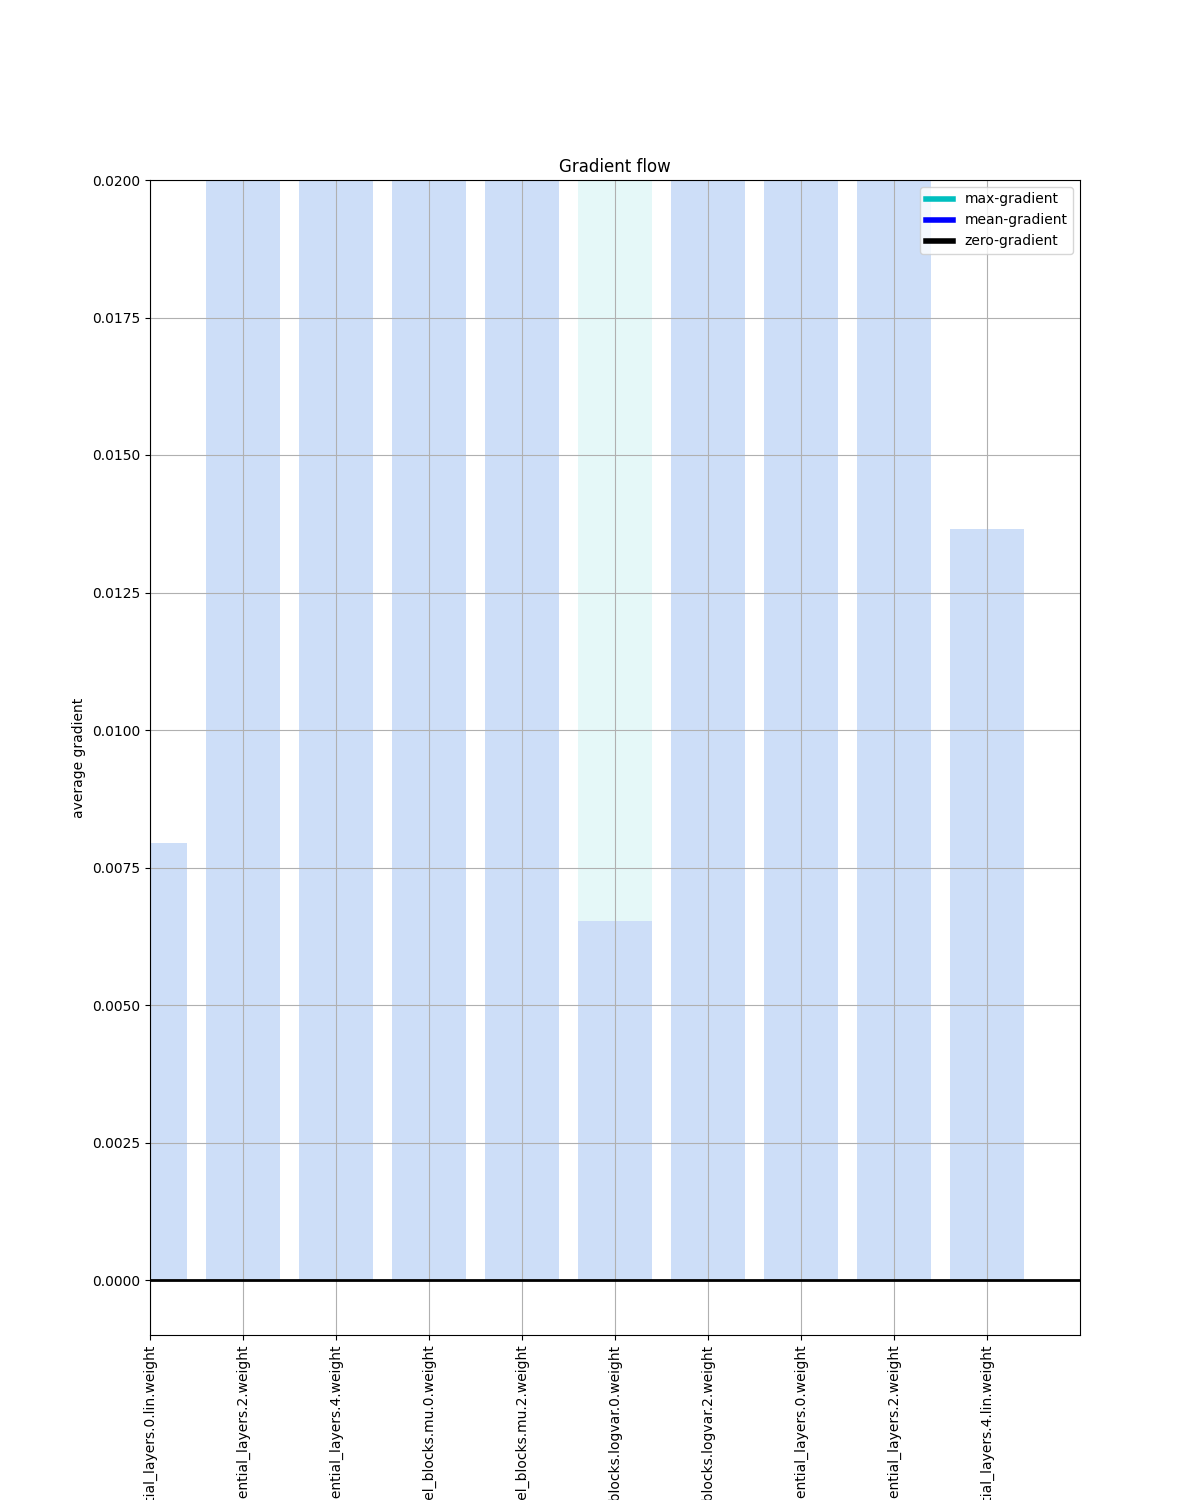 Gradient flow
max-gradient
mean-gradient
zero-gradient
0.0200
0.0175
0.0150
0.0125
0.0100
0.0075
0.0050
0.0025
0.0000
average gradient
tial_layers.0.lin.weight
ential_layers.2.weight
ential_layers.4.weight
el_blocks.mu.0.weight
el_blocks.mu.2.weight
blocks.logvar.0.weight
blocks.logvar.2.weight
ential_layers.0.weight
ential_layers.2.weight
tial_layers.4.lin.weight